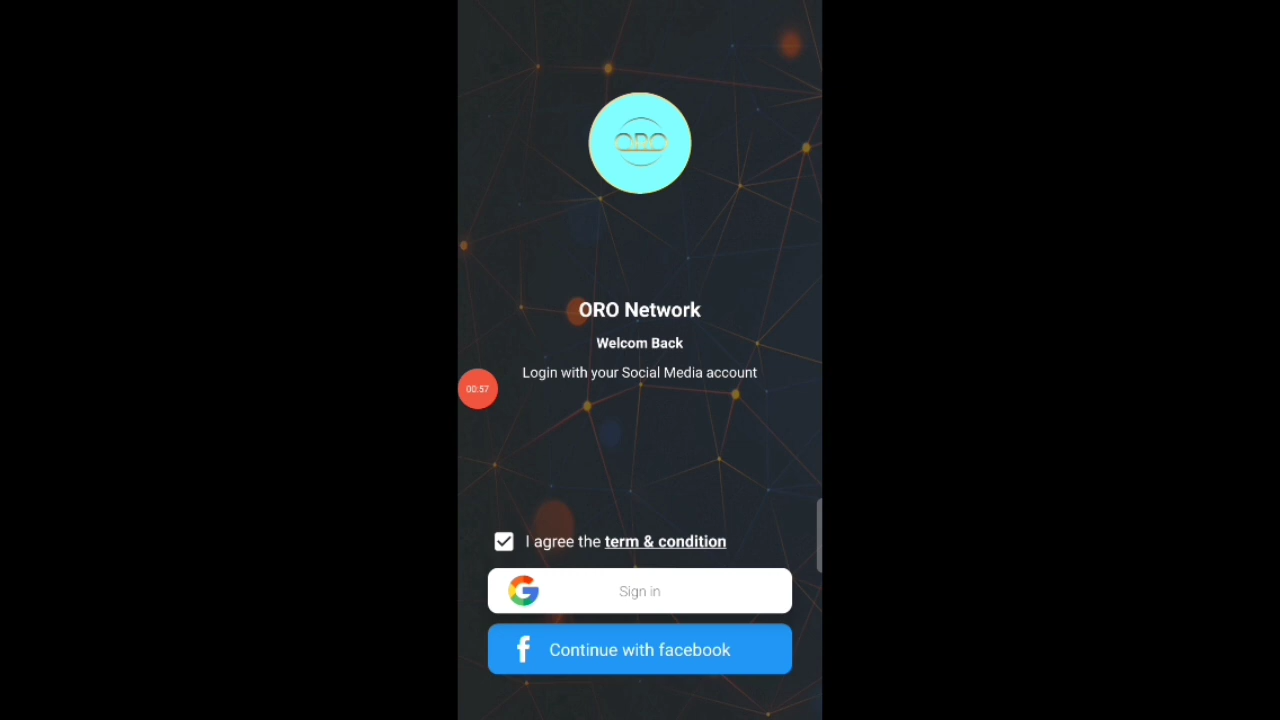 ORO
ORO Network
Welcom Back
Login with your Social Media account
00:57
I agree the term & condition
Sign in
Continue with facebook